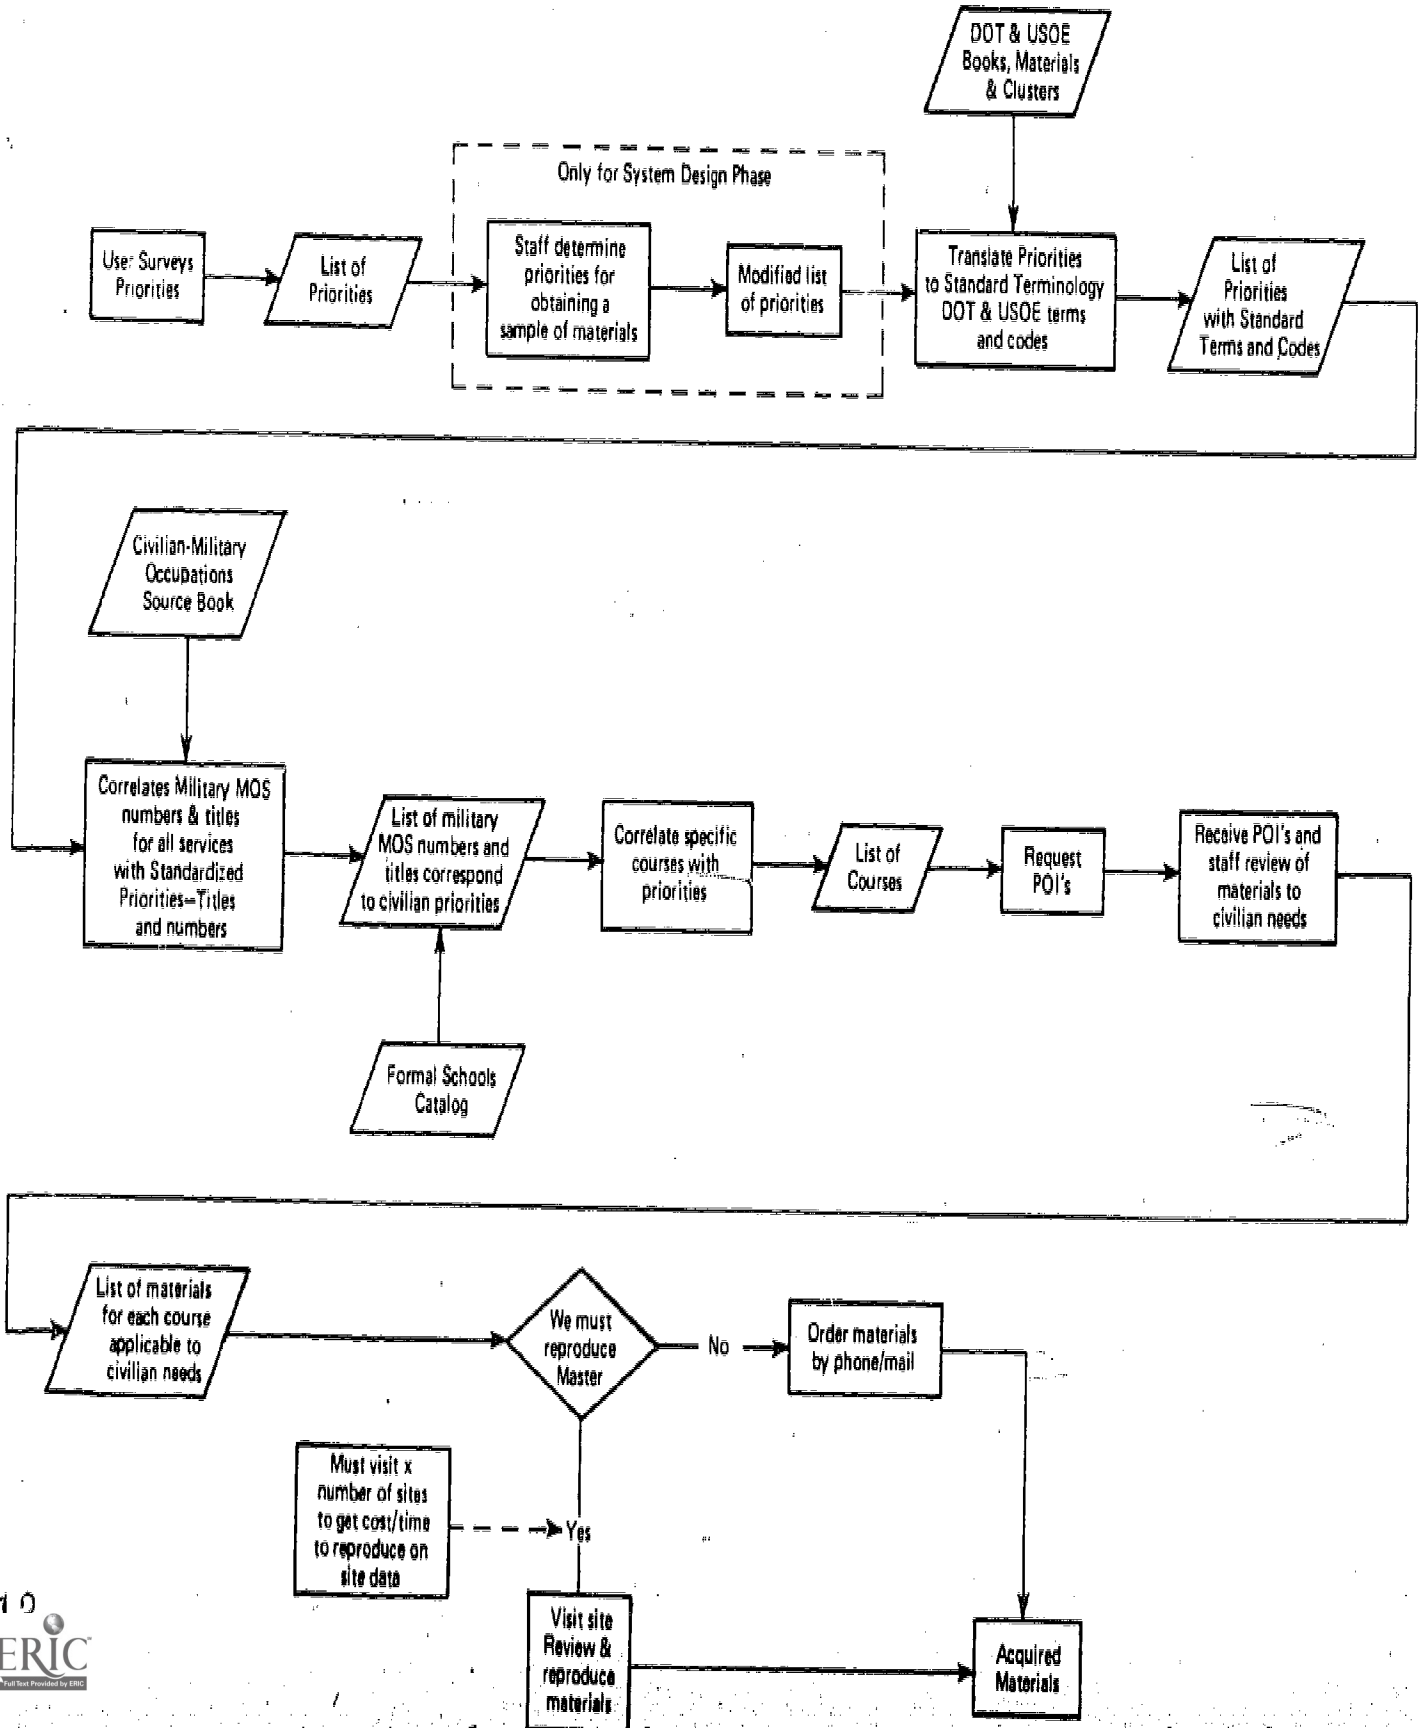 DOT & USOE
Books, Materials
& Clusters
Only for System Design Phase
User Surveys
Priorities
List of
Priorities
Staff determine
priorities for
obtaining a
sample of materials
Modified list
of priorities
Translate Priorities
to Standard Terminology
DOT & USOE terms
and codes
List of
Priorities
with Standard
Terms and Codes
Civilian-Military
Occupations
Source Book
Correlates Military MOS
numbers & titles
for all services
with Standardized
Priorities=Titles
and numbers
List of military
MOS numbers and
titles correspond
to civilian priorities
Correlate specific
courses with
priorities
List of
Courses
Request
POI's
Receive POI's and
staff review of
materials to
civilian needs
Formal Schools
Catalog
List of materials
for each course
applicable to
civilian needs
We must
reproduce
Master
No
Order materials
by phone/mail
Must visit x
number of sites
to get cost/time
to reproduce on
site data
Yes
Visit site
Review &
reproduce
materials
Acquired
Materials
10
ERIC
Full Text Provided by ERIC